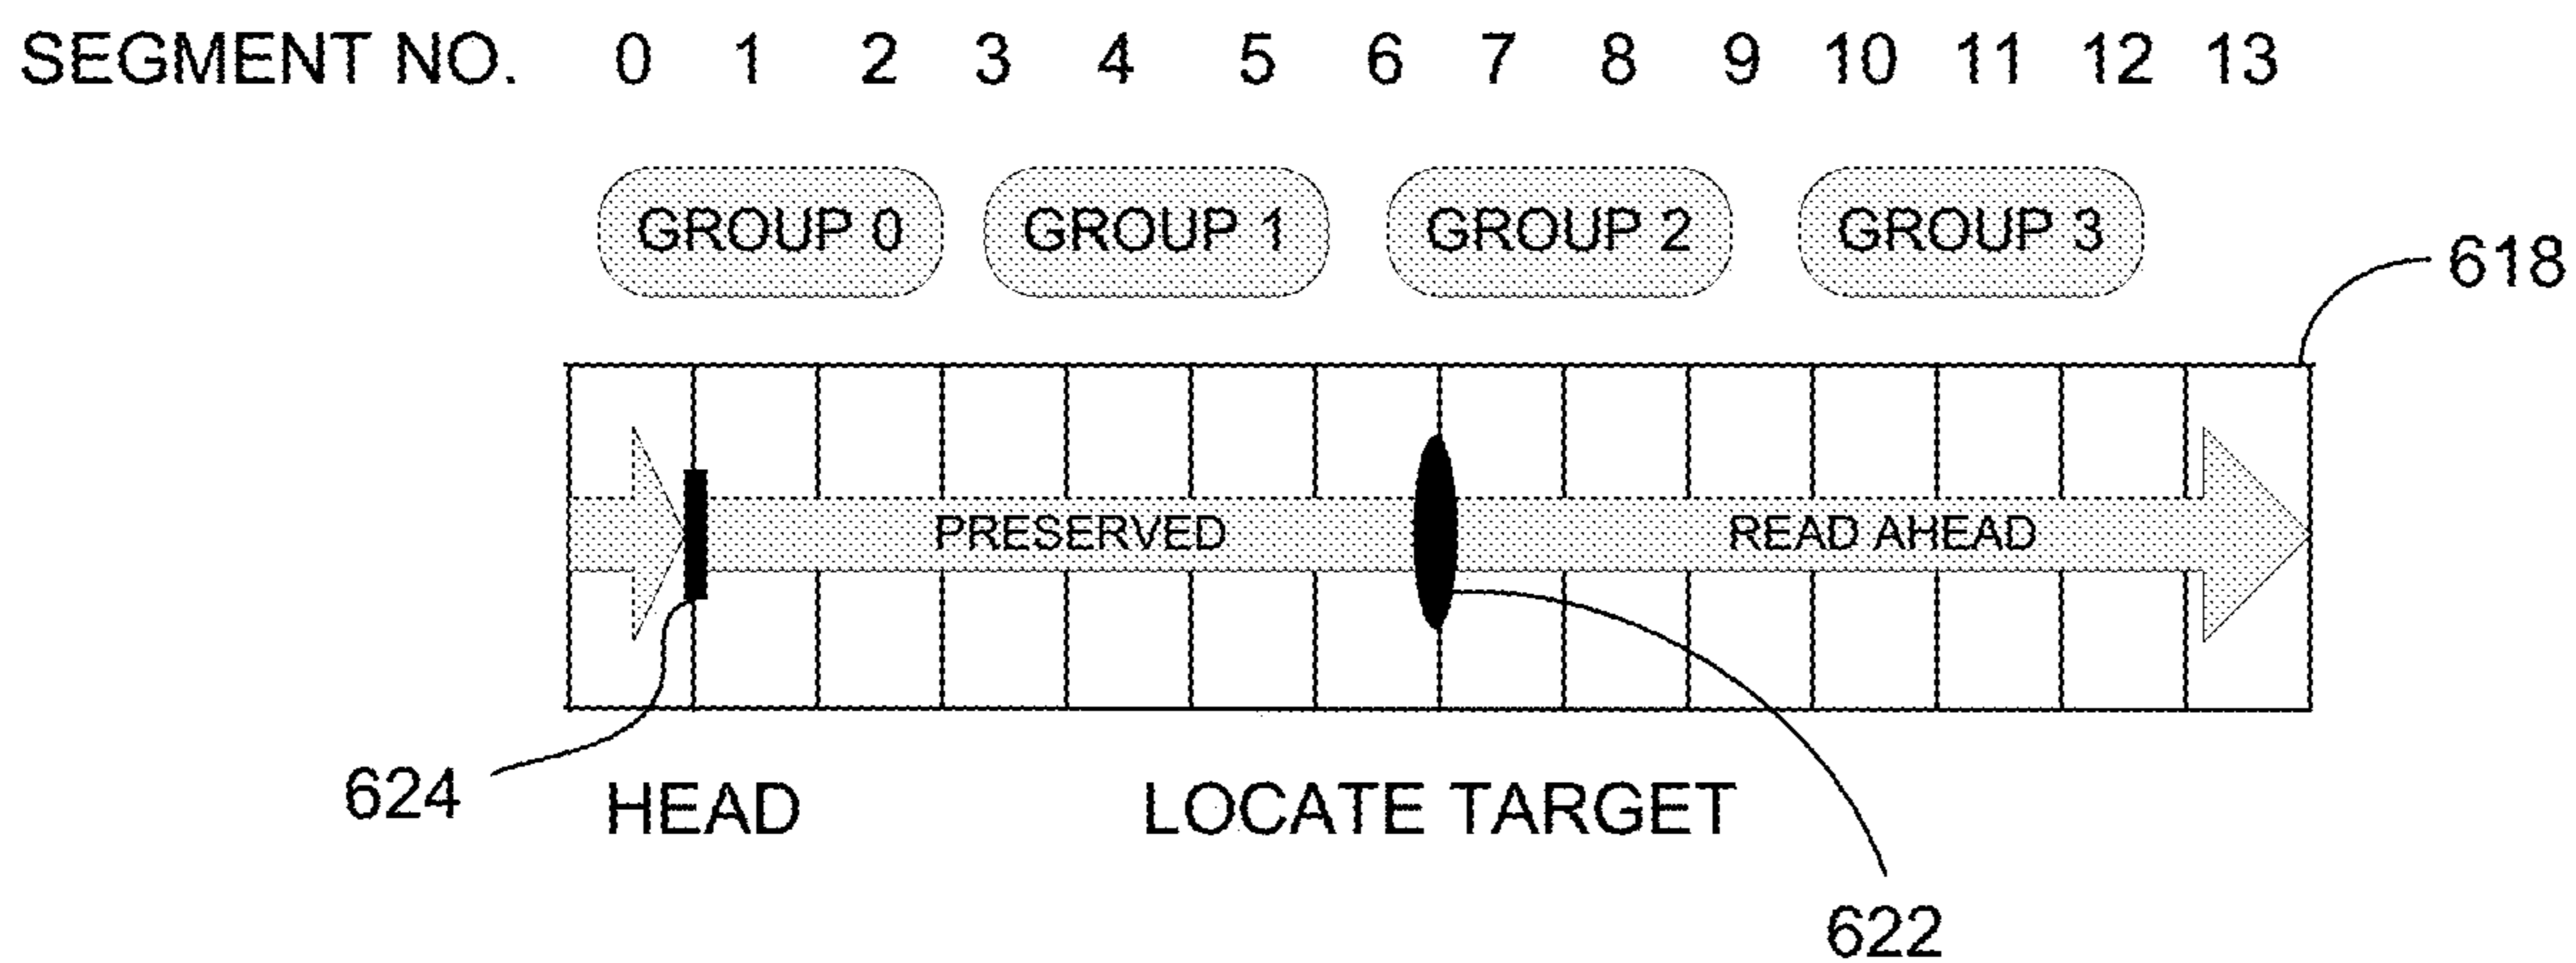 SEGMENT NO. 0 1 2 3 4 5 6 7 8 9 10 11 12 13
GROUP 0 GROUP 1 GROUP 2 GROUP 3
618
PRESERVED READ AHEAD
624 HEAD LOCATE TARGET
622